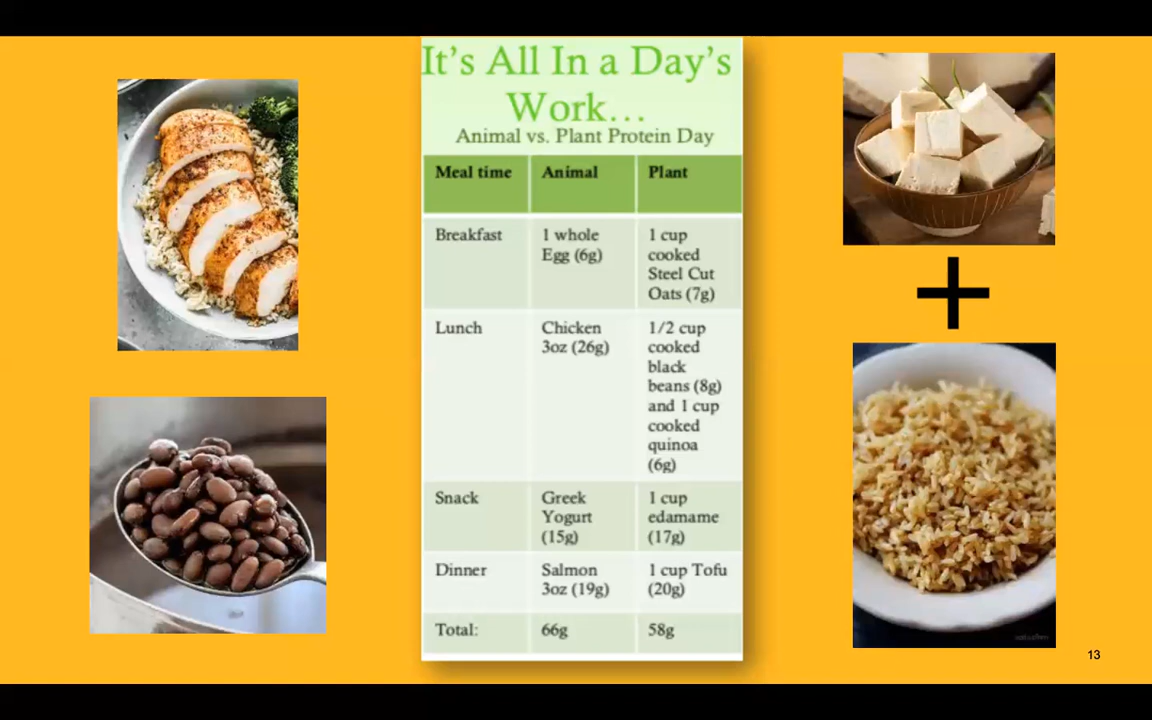 It's All In a Day's
Work...
Animal vs. Plant Protein Day
Meal time Animal Plant
Breakfast
1 whole
Egg (6g)
1 cup
cooked
Steel Cut
Oats (7g)
Lunch
Chicken
3oz (26g)
1/2 cup
cooked
black
beans (8g)
and 1 cup
cooked
quinoa
(6g)
Snack
Greek
Yogurt
(15g)
1 cup
edamame
(17g)
Dinner
Salmon
3oz (19g)
1 cup Tofu
(20g)
Total: 66g 58g
13